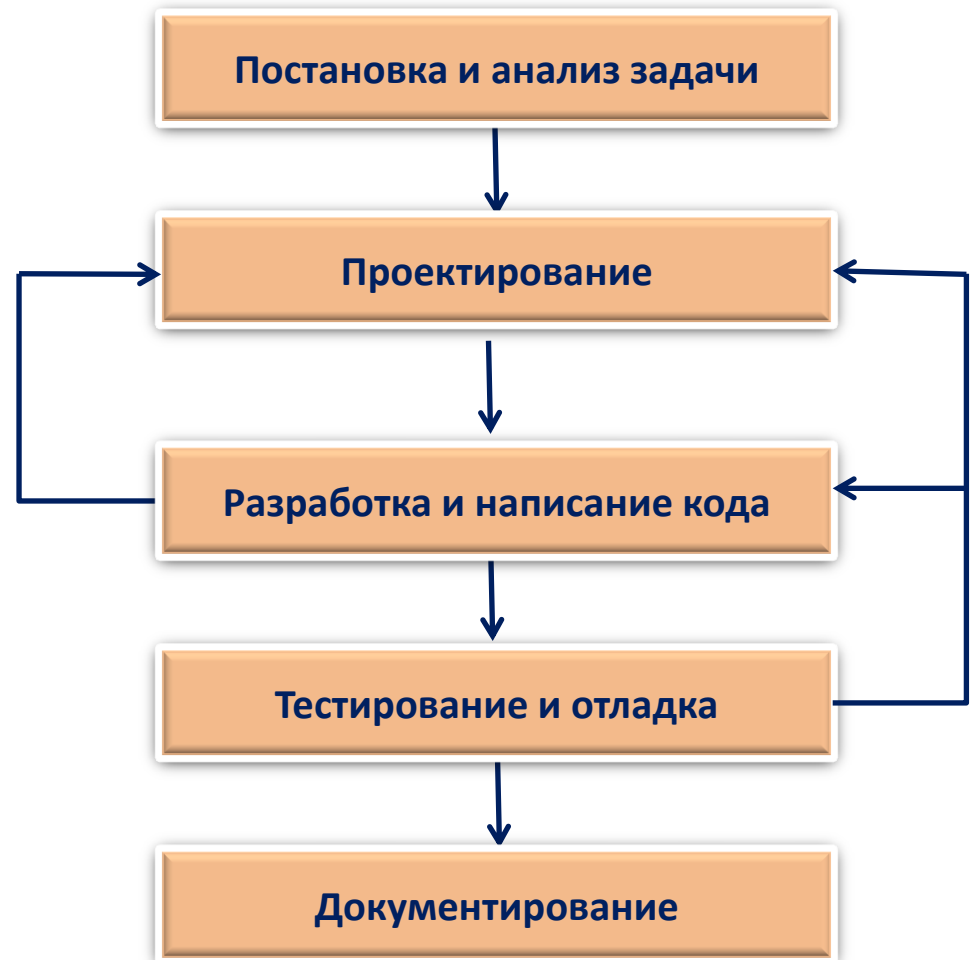 Постановка и анализ задачи
Проектирование
Разработка и написание кода
Тестирование и отладка
Документирование